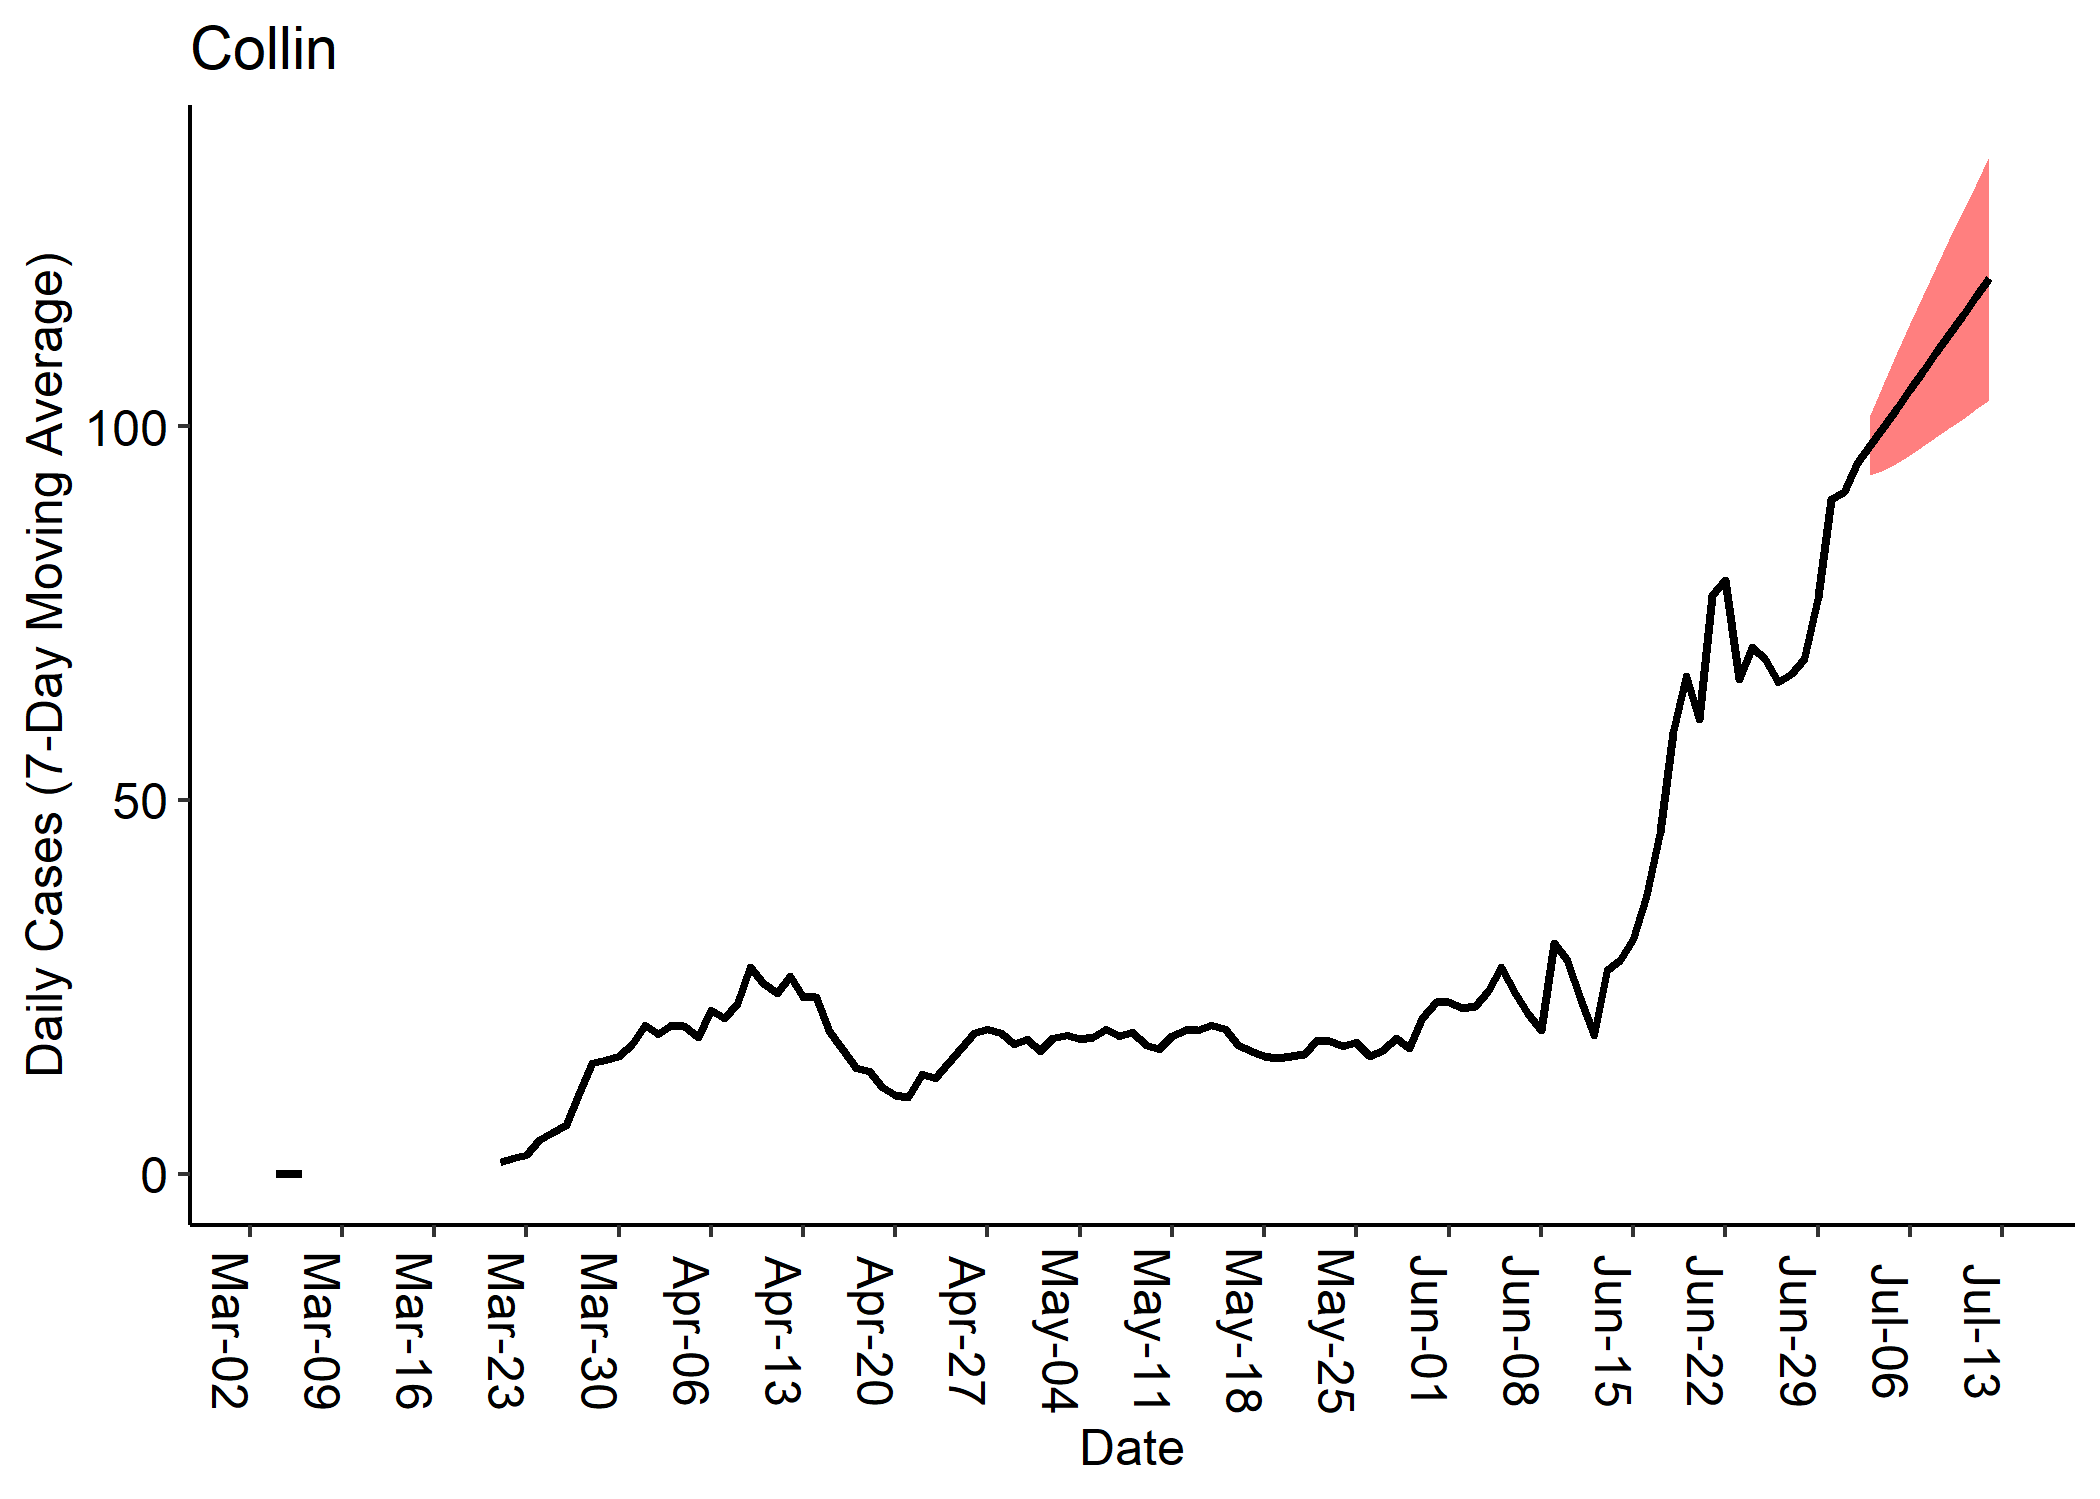 Collin
Daily Cases (7-Day Moving Average)
100
50
0
Mar-02
Mar-09
Mar-16
Mar-23
Mar-30
Apr-06
Apr-13
Apr-20
Apr-27
May-04
May-11
May-18
May-25
Jun-01
Jun-08
Jun-15
Jun-22
Jun-29
Jul-06
Jul-13
Date